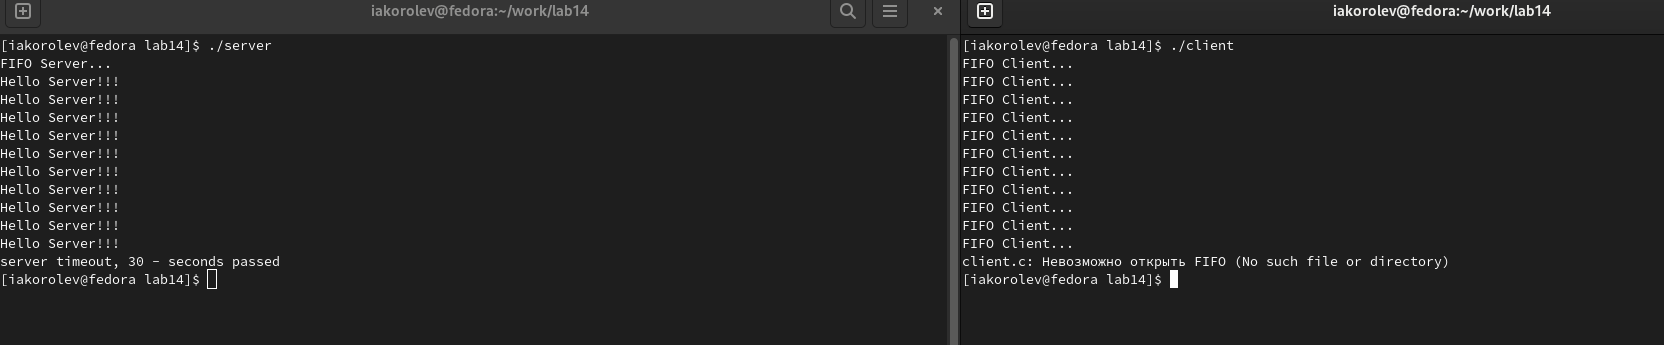 iakorolev@fedora:~/work/lab14
[iakorolev@fedora lab14]$ ./server
FIFO Server...
Hello Server!!!
Hello Server!!!
Hello Server!!!
Hello Server!!!
Hello Server!!!
Hello Server!!!
Hello Server!!!
Hello Server!!!
Hello Server!!!
Hello Server!!!
server timeout, 30 - seconds passed
[iakorolev@fedora lab14]$
iakorolev@fedora:~/work/lab14
[iakorolev@fedora lab14]$ ./client
FIFO Client...
FIFO Client...
FIFO Client...
FIFO Client...
FIFO Client...
FIFO Client...
FIFO Client...
FIFO Client...
FIFO Client...
FIFO Client...
FIFO Client...
client.c: Невозможно открыть FIFO (No such file or directory)
[iakorolev@fedora lab14]$